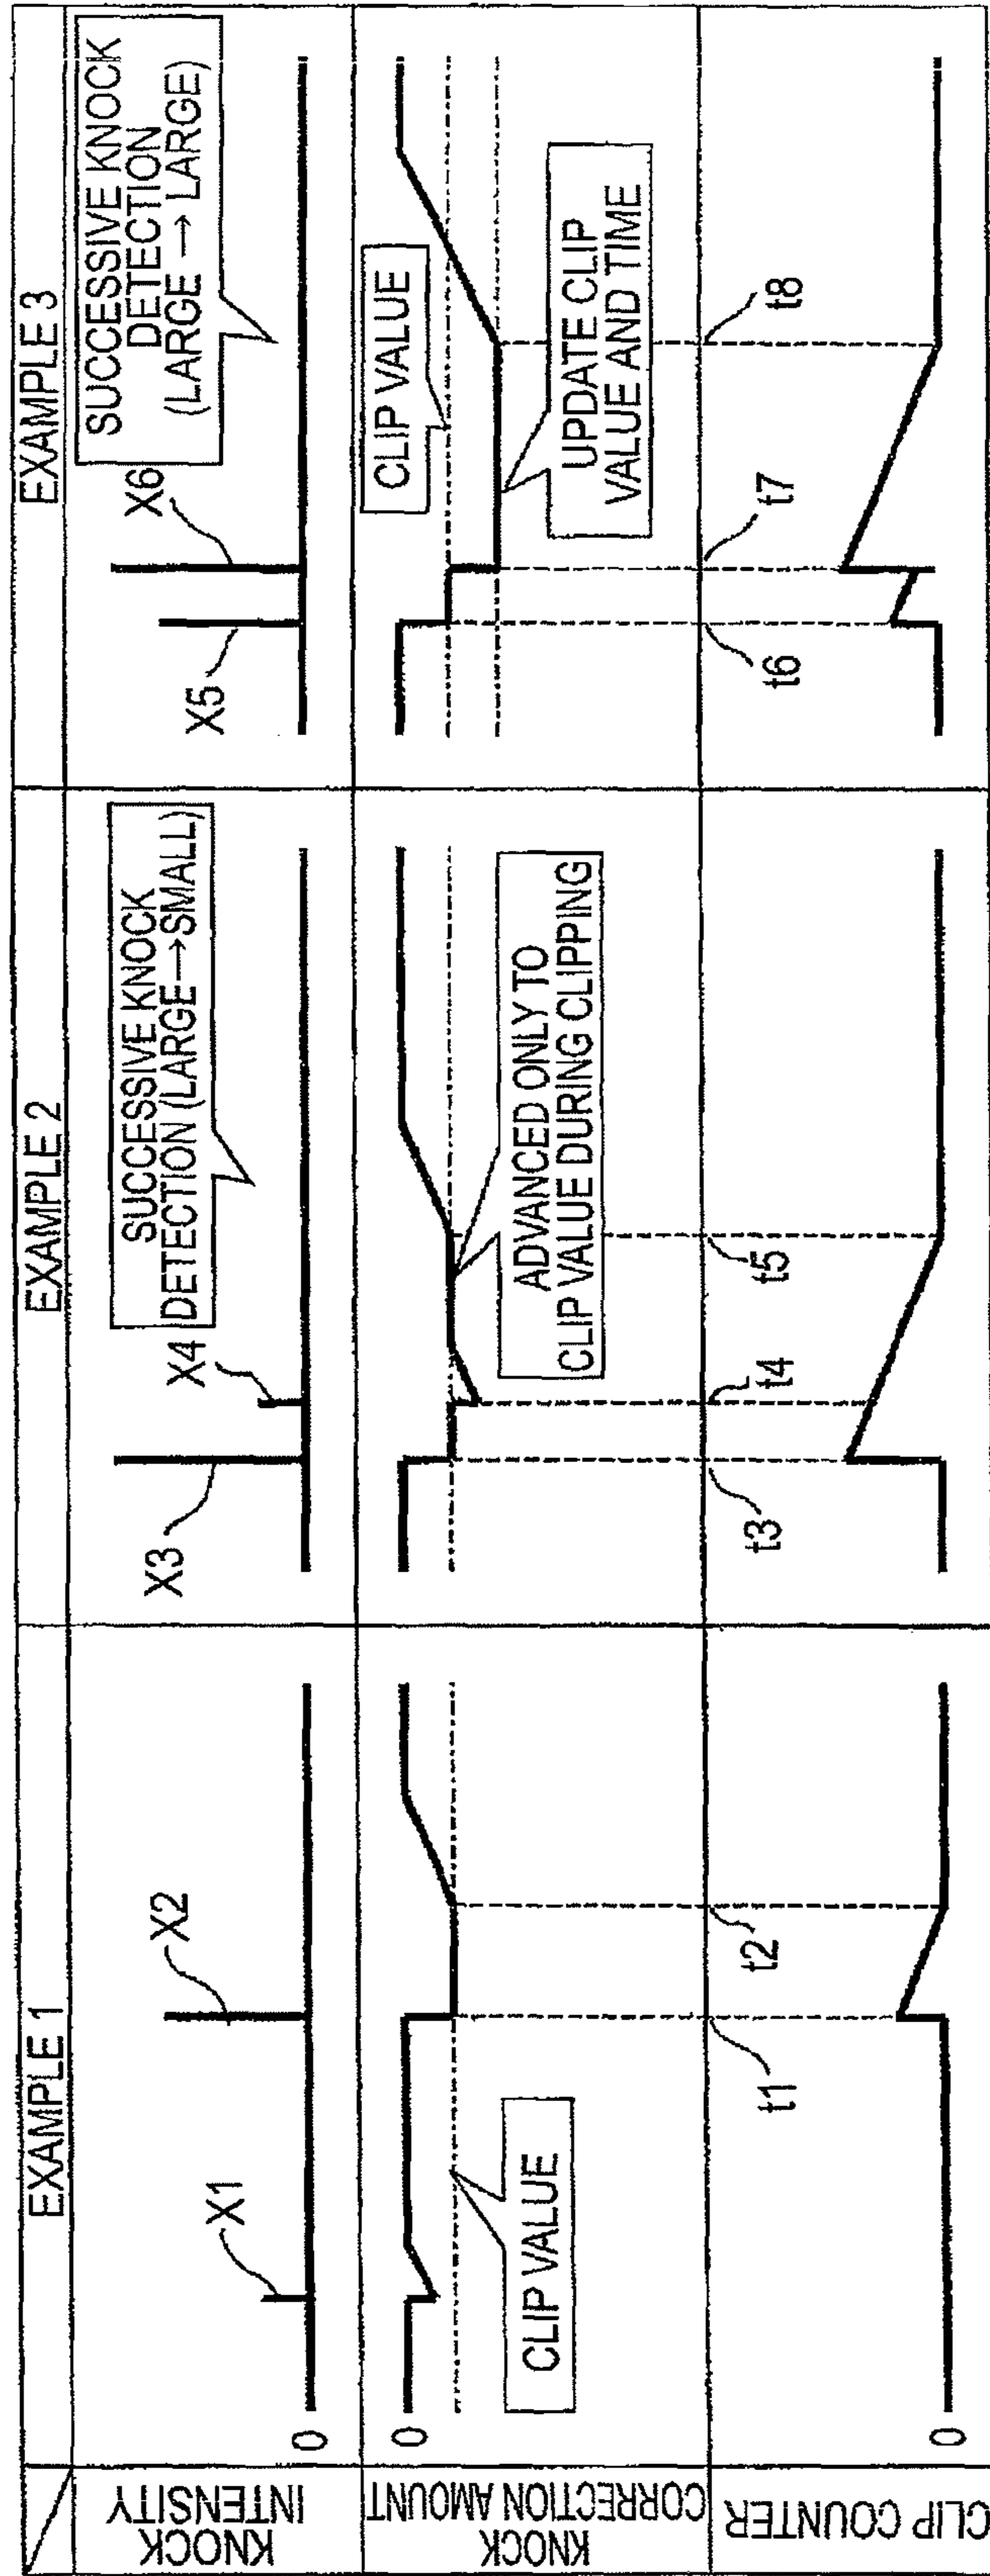 EXAMPLE 1
EXAMPLE 2
EXAMPLE 3
KNOCK
INTENSITY
0
X1
X2
X3
X4
SUCCESSIVE KNOCK
DETECTION (LARGE→SMALL)
X5
X6
SUCCESSIVE KNOCK
DETECTION
(LARGE → LARGE)
KNOCK
CORRECTION AMOUNT
0
CLIP VALUE
ADVANCED ONLY TO
CLIP VALUE DURING CLIPPING
CLIP VALUE
UPDATE CLIP
VALUE AND TIME
CLIP COUNTER
0
t1
t2
t3
t4
t5
t6
t7
t8